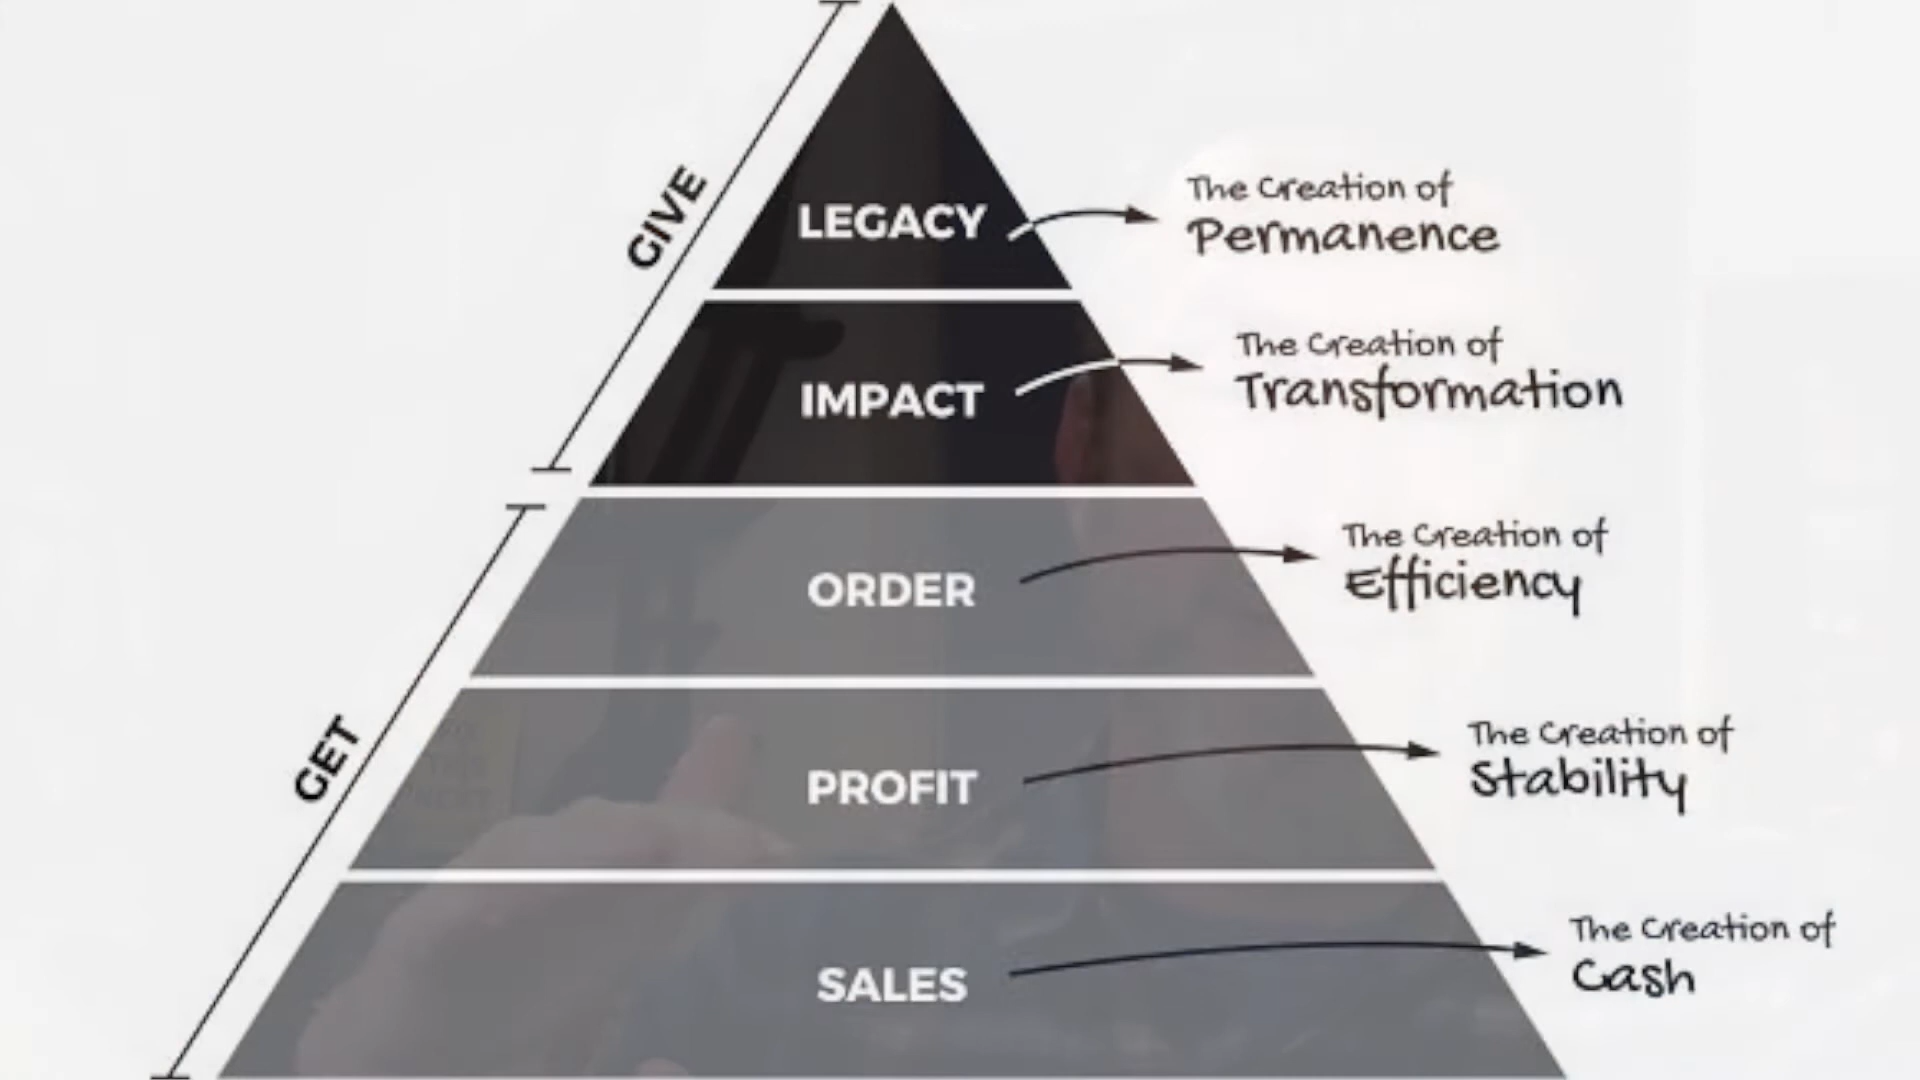 GIVE
LEGACY
The Creation of
Permanence
IMPACT
The Creation of
Transformation
GET
ORDER
The Creation of
Efficiency
PROFIT
The Creation of
Stability
SALES
The Creation of
Cash